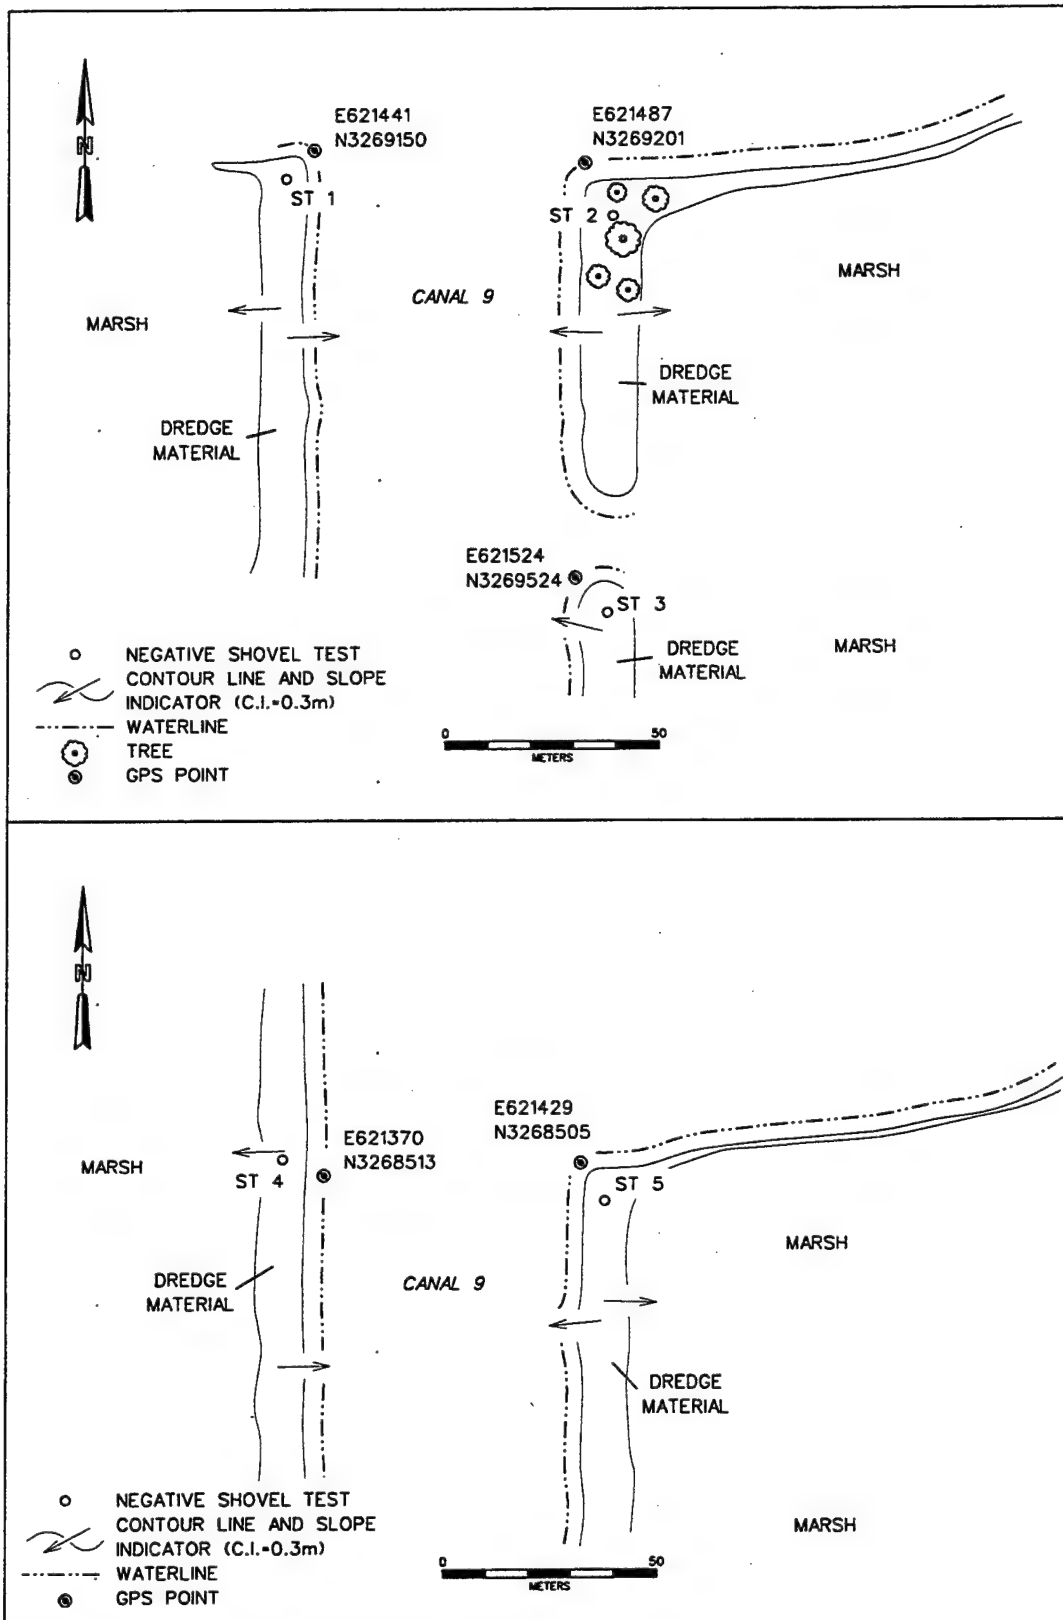 N
E621441
N3269150
E621487
N3269201
ST 1
ST 2
CANAL 9
MARSH
MARSH
DREDGE
MATERIAL
DREDGE
MATERIAL
E621524
N3269524
ST 3
DREDGE
MATERIAL
MARSH
NEGATIVE SHOVEL TEST
CONTOUR LINE AND SLOPE
INDICATOR (C.I.=0.3m)
WATERLINE
TREE
GPS POINT
0 50
METERS
N
E621429
N3268505
E621370
N3268513
MARSH
ST 4
ST 5
MARSH
DREDGE
MATERIAL
CANAL 9
DREDGE
MATERIAL
MARSH
NEGATIVE SHOVEL TEST
CONTOUR LINE AND SLOPE
INDICATOR (C.I.=0.3m)
WATERLINE
GPS POINT
0 50
METERS